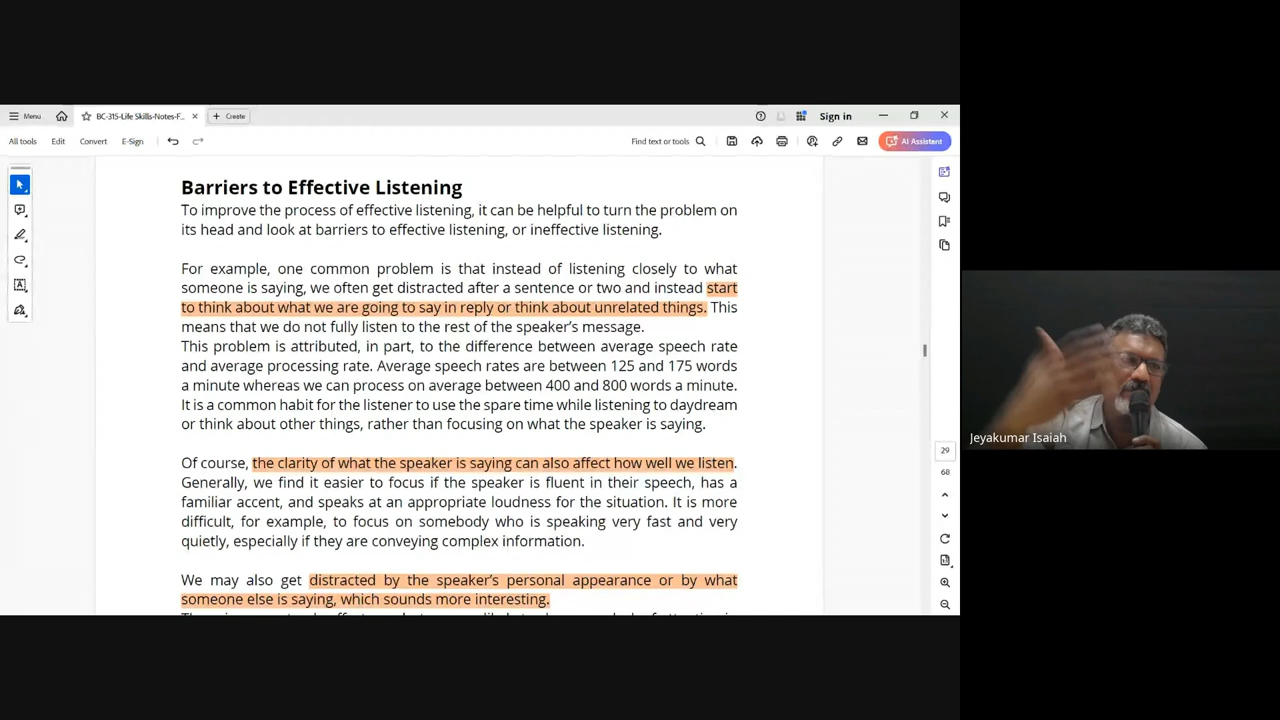 Menu
BC-315-Life Skills-Notes-F...
Create
Sign in
All tools
Edit
Convert
E-Sign
Find text or tools
AI Assistant
Barriers to Effective Listening
To improve the process of effective listening, it can be helpful to turn the problem on
its head and look at barriers to effective listening, or ineffective listening.
For example, one common problem is that instead of listening closely to what
someone is saying, we often get distracted after a sentence or two and instead start
to think about what we are going to say in reply or think about unrelated things. This
means that we do not fully listen to the rest of the speaker's message.
This problem is attributed, in part, to the difference between average speech rate
and average processing rate. Average speech rates are between 125 and 175 words
a minute whereas we can process on average between 400 and 800 words a minute.
It is a common habit for the listener to use the spare time while listening to daydream
or think about other things, rather than focusing on what the speaker is saying.
Of course, the clarity of what the speaker is saying can also affect how well we listen.
Generally, we find it easier to focus if the speaker is fluent in their speech, has a
familiar accent, and speaks at an appropriate loudness for the situation. It is more
difficult, for example, to focus on somebody who is speaking very fast and very
quietly, especially if they are conveying complex information.
We may also get distracted by the speaker's personal appearance or by what
someone else is saying, which sounds more interesting.
29
68
Jeyakumar Isaiah